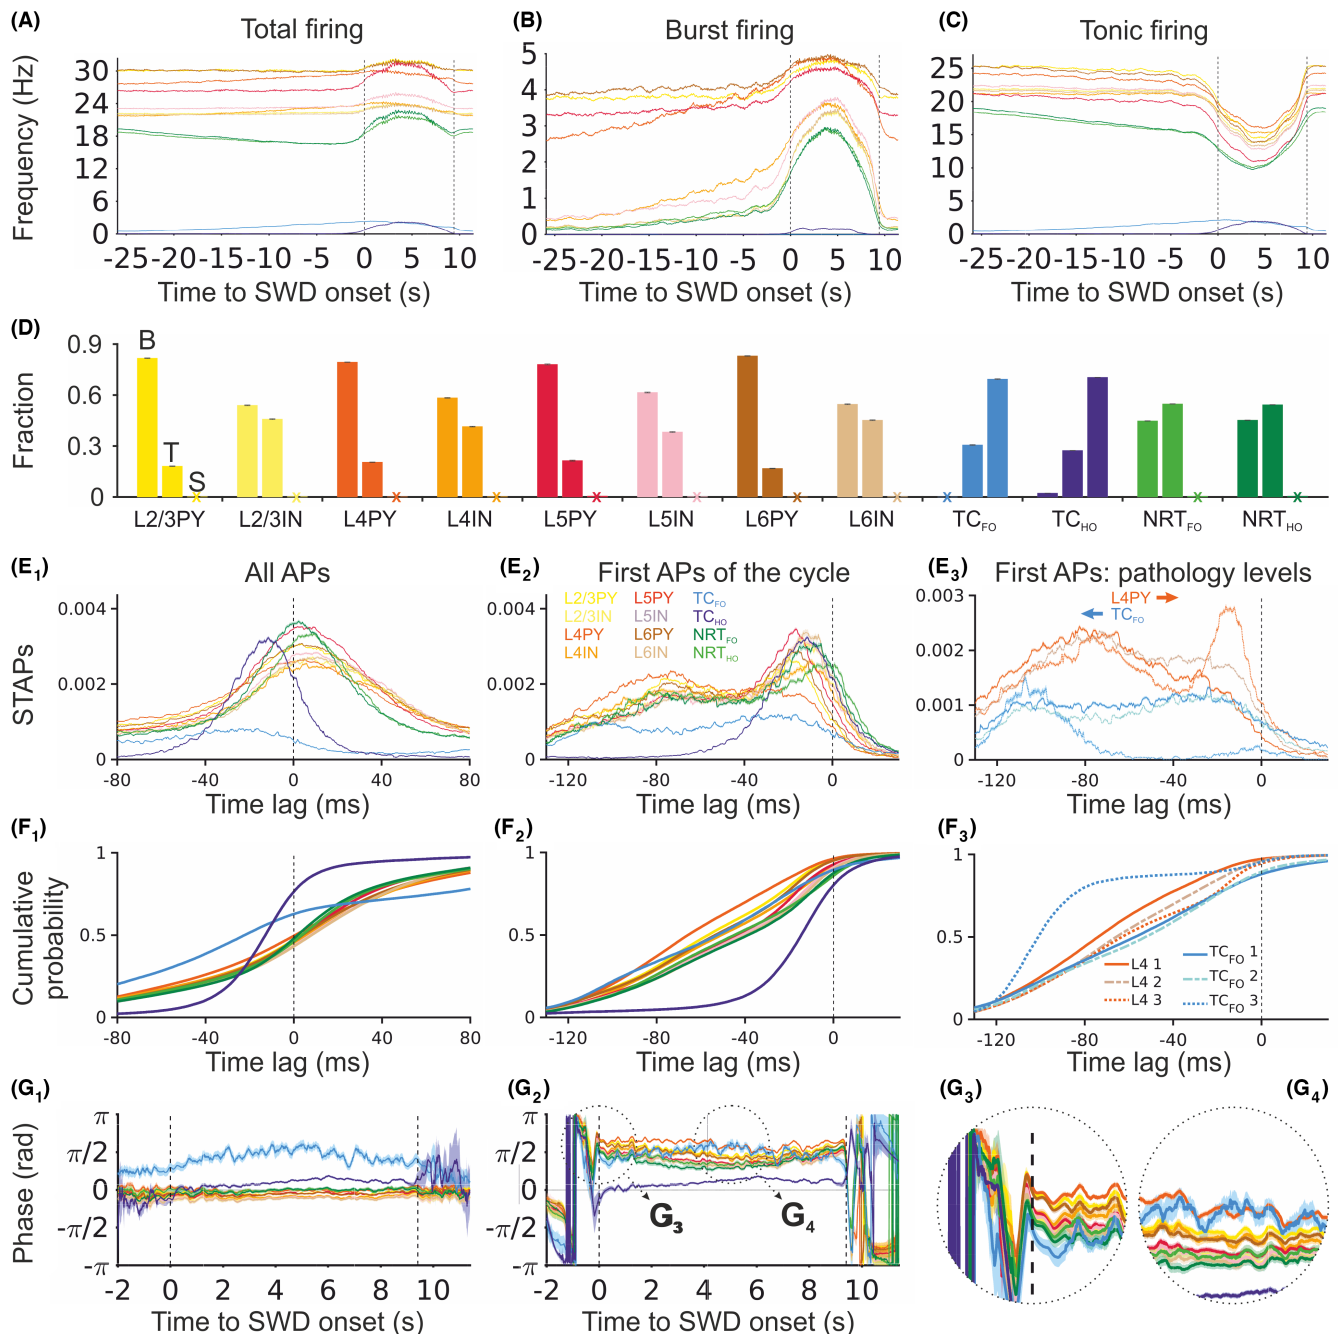 (A)
Total firing
(B)
Burst firing
(C)
Tonic firing
Frequency (Hz)
30
24
18
12
6
0
-25 -20 -15 -10 -5 0 5 10
Time to SWD onset (s)
5
4
3
2
1
0
-25 -20 -15 -10 -5 0 5 10
Time to SWD onset (s)
25
20
15
10
5
0
-25 -20 -15 -10 -5 0 5 10
Time to SWD onset (s)
(D)
Fraction
0.9
0.6
0.3
0
B
T
S
x x x x x x x x x x x
L2/3PY L2/3IN L4PY L4IN L5PY L5IN L6PY L6IN TCFO TCHO NRTFO NRTHO
(E1)
All APs
(E2)
First APs of the cycle
(E3)
First APs: pathology levels
STAPs
0.004
0.002
0
-80 -40 0 40 80
Time lag (ms)
0.004
0.002
0
L2/3PY L5PY TCFO
L2/3IN L5IN TCHO
L4PY L6PY NRTFO
L4IN L6IN NRTHO
-120 -80 -40 0
Time lag (ms)
0.003
0.002
0.001
0
L4PY
TCFO
-120 -80 -40 0
Time lag (ms)
(F1)
(F2)
(F3)
Cumulative
probability
1
0.5
0
-80 -40 0 40 80
Time lag (ms)
1
0.5
0
-120 -80 -40 0
Time lag (ms)
1
0.5
0
L4 1 TCFO 1
L4 2 TCFO 2
L4 3 TCFO 3
-120 -80 -40 0
Time lag (ms)
(G1)
(G2)
(G3)
(G4)
Phase (rad)
π
π/2
0
-π/2
-π
-2 0 2 4 6 8 10
Time to SWD onset (s)
π
π/2
0
-π/2
-π
G3
G4
-2 0 2 4 6 8 10
Time to SWD onset (s)